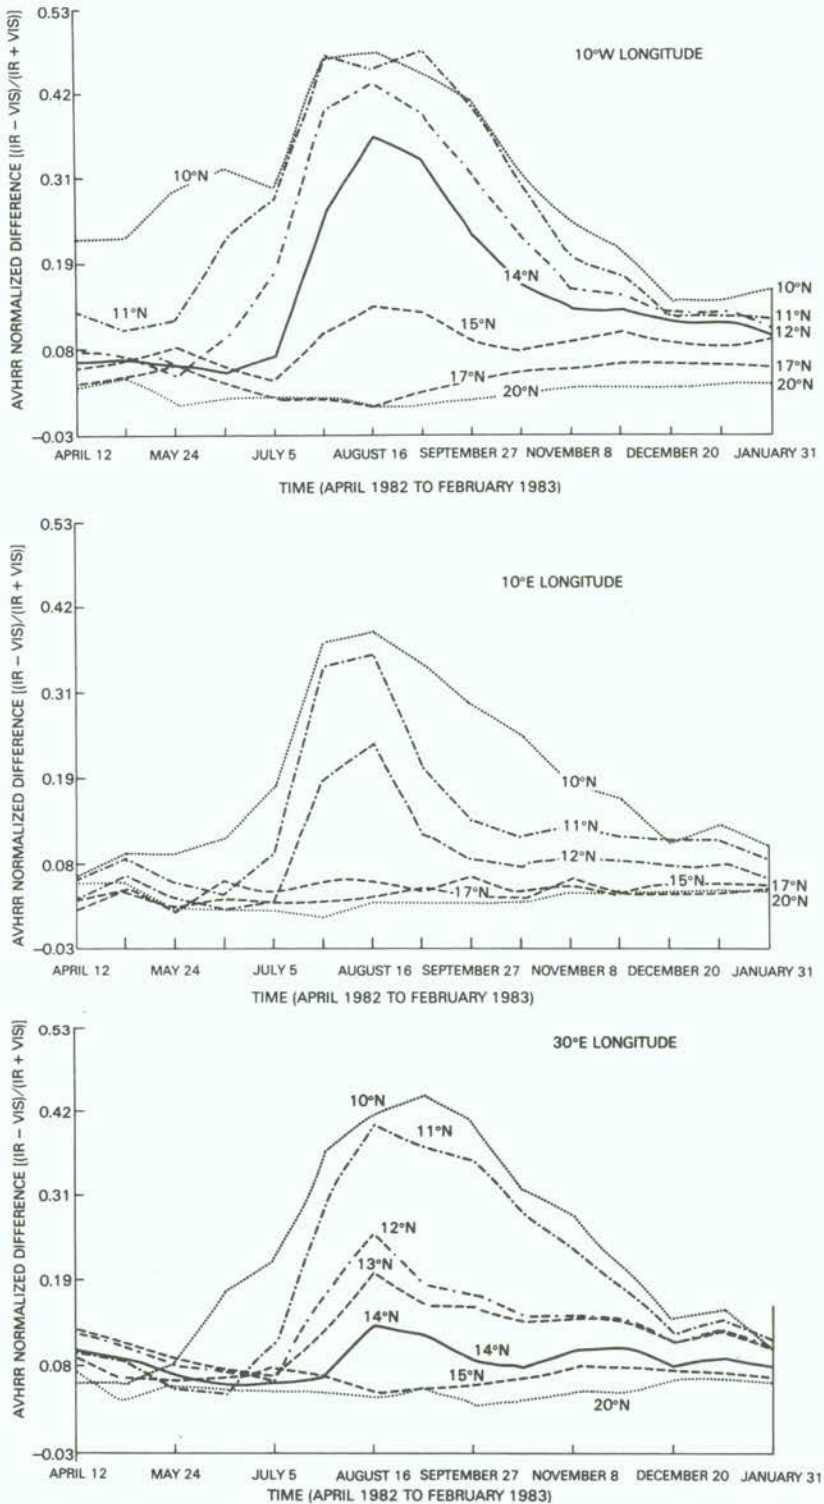 AVHRR NORMALIZED DIFFERENCE [(IR – VIS)/(IR + VIS)]
0.53
0.42
0.31
0.19
0.08
–0.03
10°W LONGITUDE
10°N
11°N
14°N
15°N
17°N
20°N
10°N
11°N
12°N
17°N
20°N
APRIL 12 MAY 24 JULY 5 AUGUST 16 SEPTEMBER 27 NOVEMBER 8 DECEMBER 20 JANUARY 31
TIME (APRIL 1982 TO FEBRUARY 1983)
AVHRR NORMALIZED DIFFERENCE [(IR – VIS)/(IR + VIS)]
0.53
0.42
0.31
0.19
0.08
–0.03
10°E LONGITUDE
10°N
11°N
12°N
15°N
17°N
17°N
20°N
APRIL 12 MAY 24 JULY 5 AUGUST 16 SEPTEMBER 27 NOVEMBER 8 DECEMBER 20 JANUARY 31
TIME (APRIL 1982 TO FEBRUARY 1983)
AVHRR NORMALIZED DIFFERENCE [(IR – VIS)/(IR + VIS)]
0.53
0.42
0.31
0.19
0.08
–0.03
30°E LONGITUDE
10°N
11°N
12°N
13°N
14°N
14°N
15°N
20°N
APRIL 12 MAY 24 JULY 5 AUGUST 16 SEPTEMBER 27 NOVEMBER 8 DECEMBER 20 JANUARY 31
TIME (APRIL 1982 TO FEBRUARY 1983)